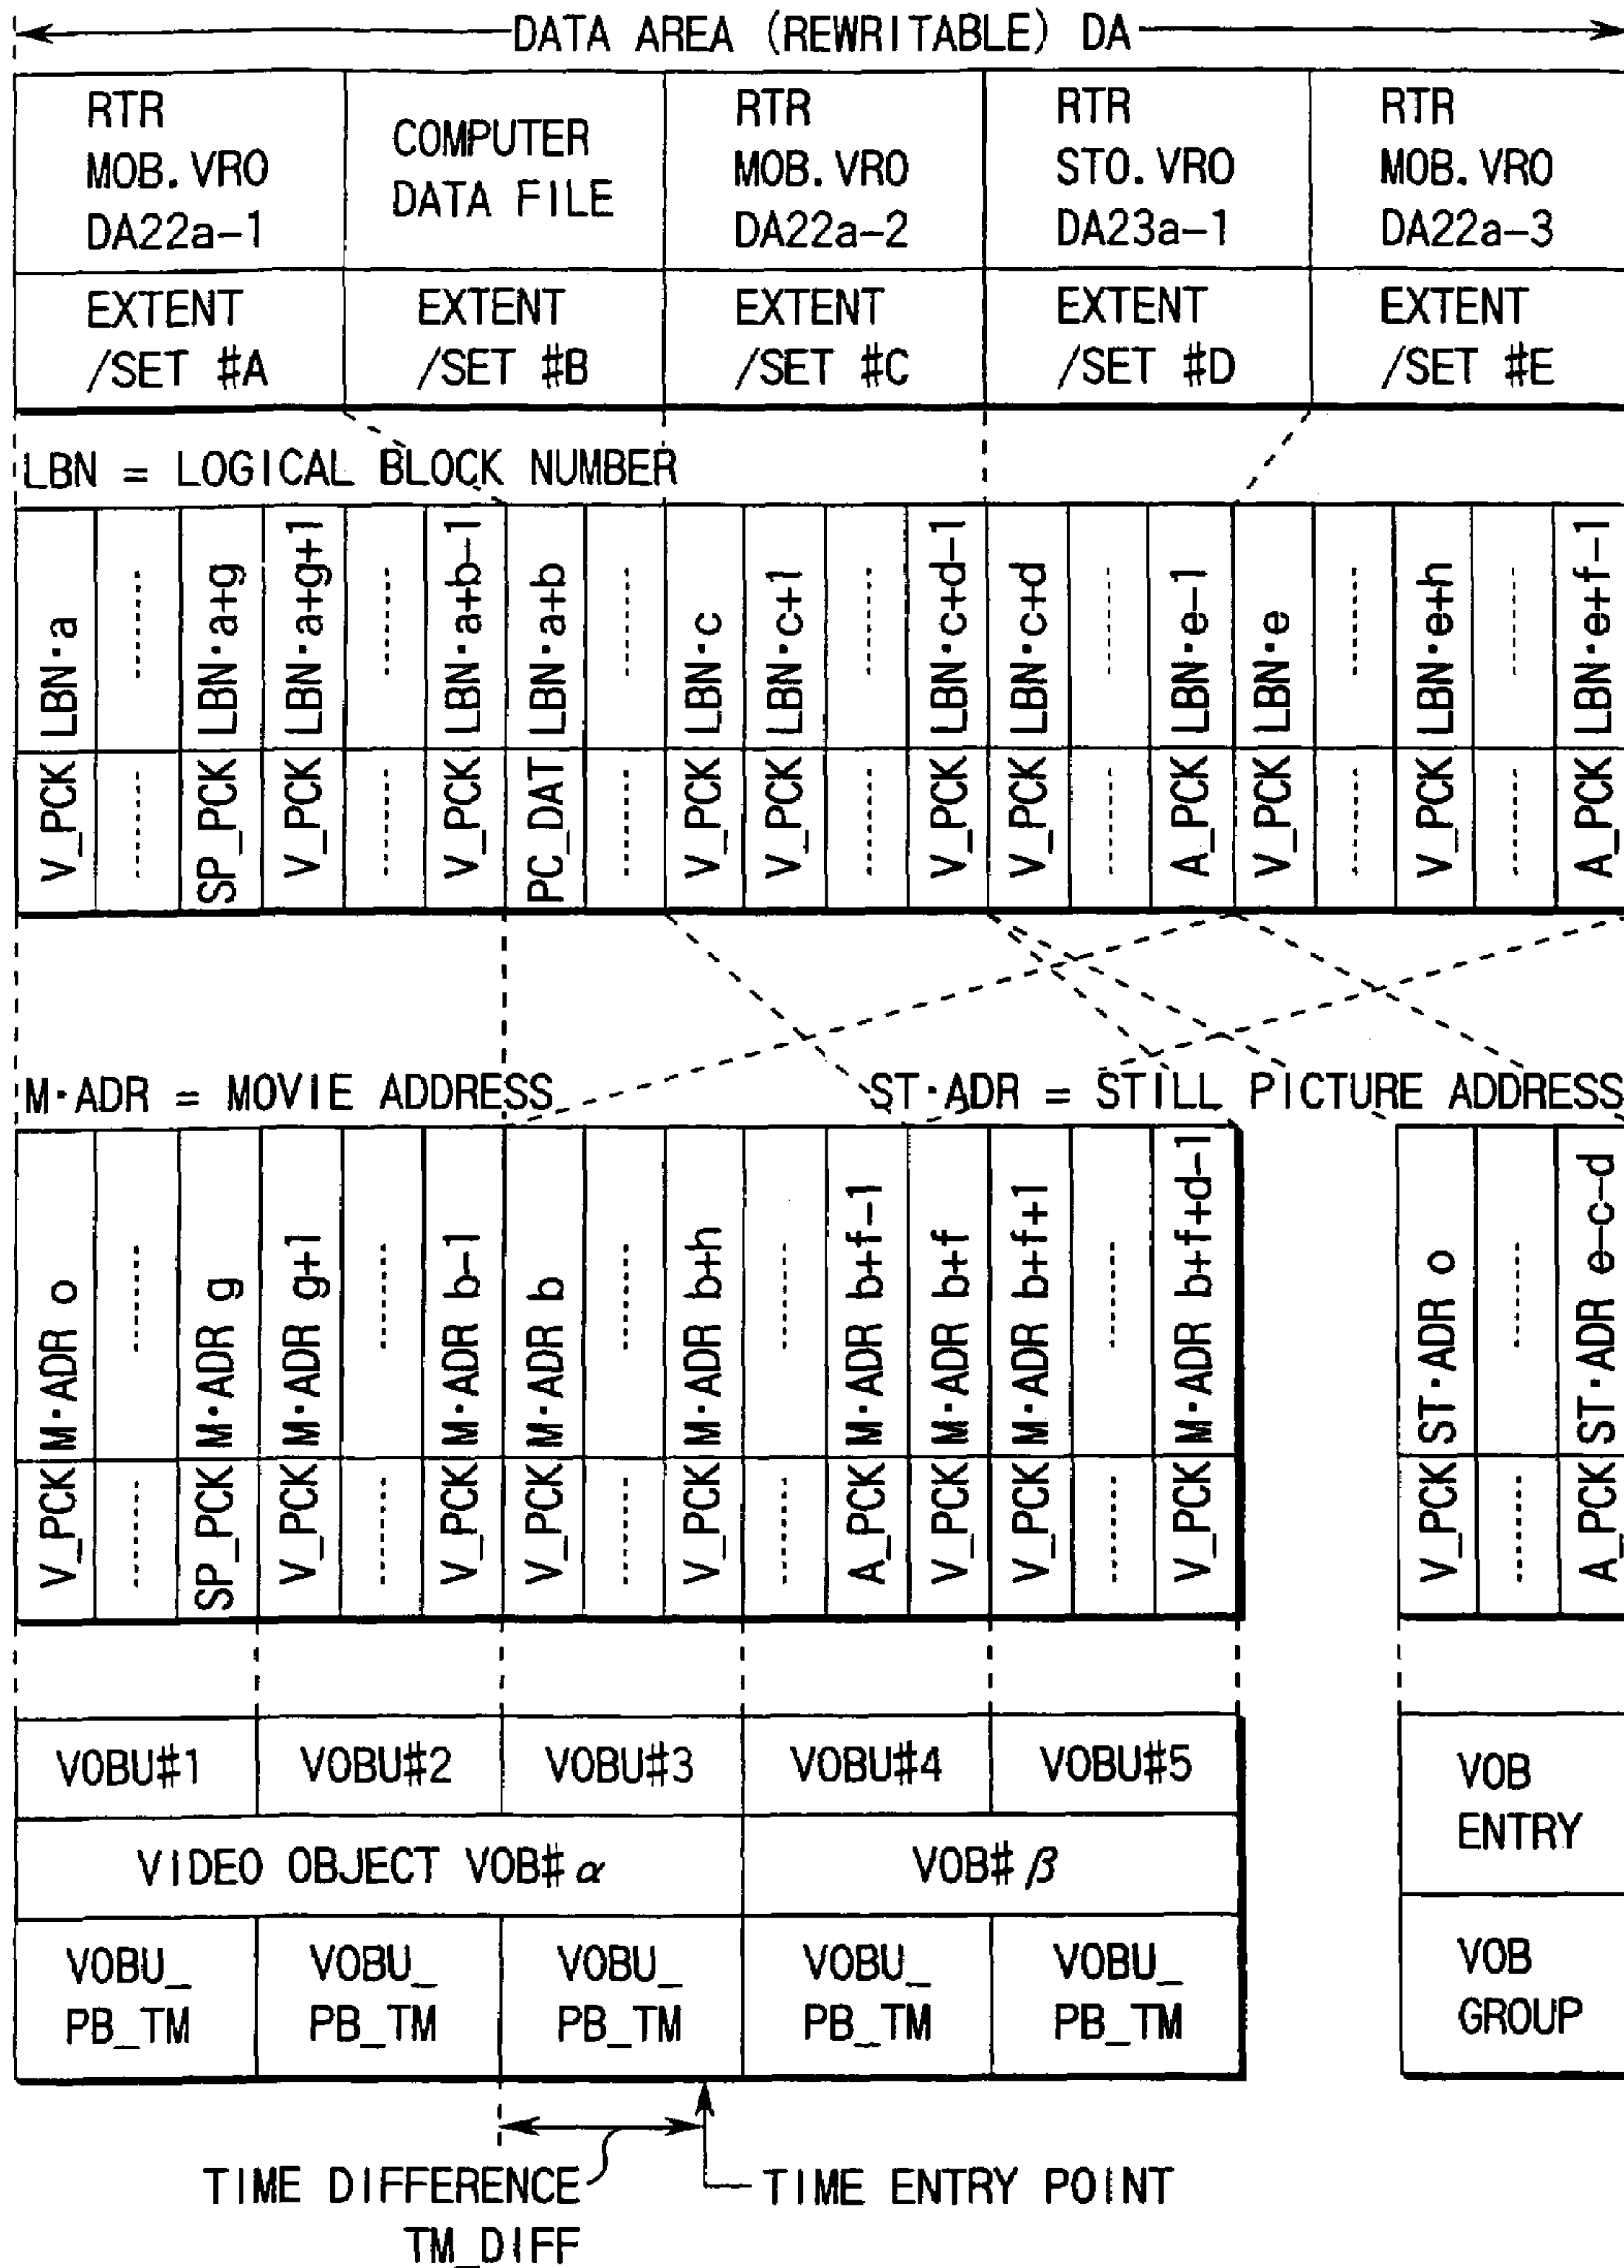 DATA AREA (REWRITABLE) DA
RTR MOB.VRO DA22a-1
COMPUTER DATA FILE
RTR MOB.VRO DA22a-2
RTR STO.VRO DA23a-1
RTR MOB.VRO DA22a-3
EXTENT /SET #A
EXTENT /SET #B
EXTENT /SET #C
EXTENT /SET #D
EXTENT /SET #E
LBN = LOGICAL BLOCK NUMBER
V_PCK LBN·a
SP_PCK LBN·a+g
V_PCK LBN·a+g+1
V_PCK LBN·a+b-1
PC_DAT LBN·a+b
V_PCK LBN·c
V_PCK LBN·c+1
V_PCK LBN·c+d-1
V_PCK LBN·c+d
A_PCK LBN·e-1
V_PCK LBN·e
V_PCK LBN·e+h
A_PCK LBN·e+f-1
M·ADR = MOVIE ADDRESS
ST·ADR = STILL PICTURE ADDRESS
V_PCK M·ADR o
SP_PCK M·ADR g
V_PCK M·ADR g+1
V_PCK M·ADR b-1
V_PCK M·ADR b
V_PCK M·ADR b+h
A_PCK M·ADR b+f-1
V_PCK M·ADR b+f
V_PCK M·ADR b+f+1
V_PCK M·ADR b+f+d-1
V_PCK ST·ADR o
A_PCK ST·ADR e-c-d
VOBU#1
VOBU#2
VOBU#3
VOBU#4
VOBU#5
VOB ENTRY
VIDEO OBJECT VOB#α
VOB#β
VOBU_ PB_TM
VOBU_ PB_TM
VOBU_ PB_TM
VOBU_ PB_TM
VOBU_ PB_TM
VOB GROUP
TIME DIFFERENCE
TM_DIFF
TIME ENTRY POINT